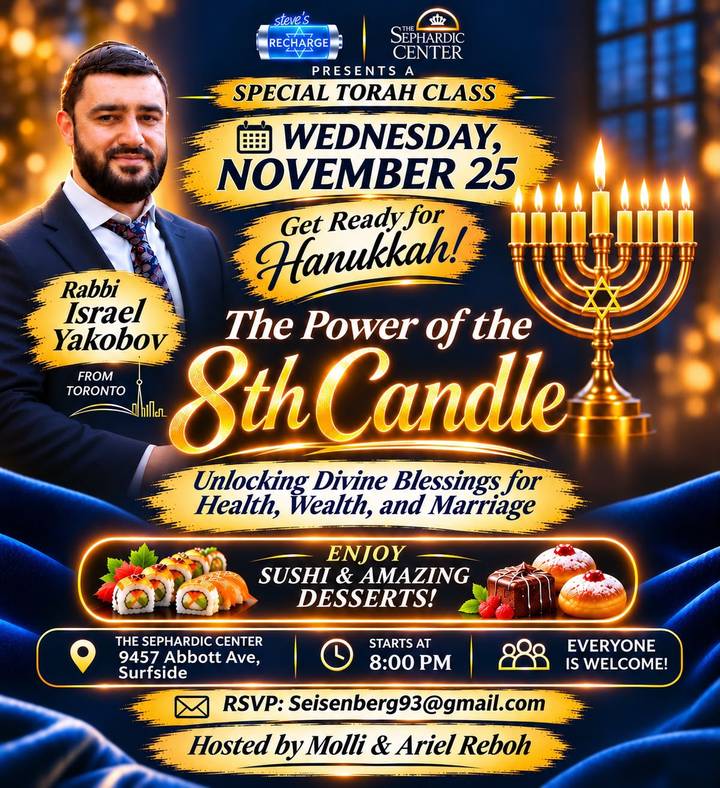 steve's
RECHARGE
THE
SEPHARDIC
CENTER
PRESENTS A
SPECIAL TORAH CLASS
WEDNESDAY,
NOVEMBER 25
Get Ready for
Hanukkah!
Rabbi
Israel
Yakobov
FROM
TORONTO
The Power of the
8th Candle
Unlocking Divine Blessings for
Health, Wealth, and Marriage
ENJOY
SUSHI & AMAZING
DESSERTS!
THE SEPHARDIC CENTER
9457 Abbott Ave,
Surfside
STARTS AT
8:00 PM
EVERYONE
IS WELCOME!
RSVP: Seisenberg93@gmail.com
Hosted by Molli & Ariel Reboh